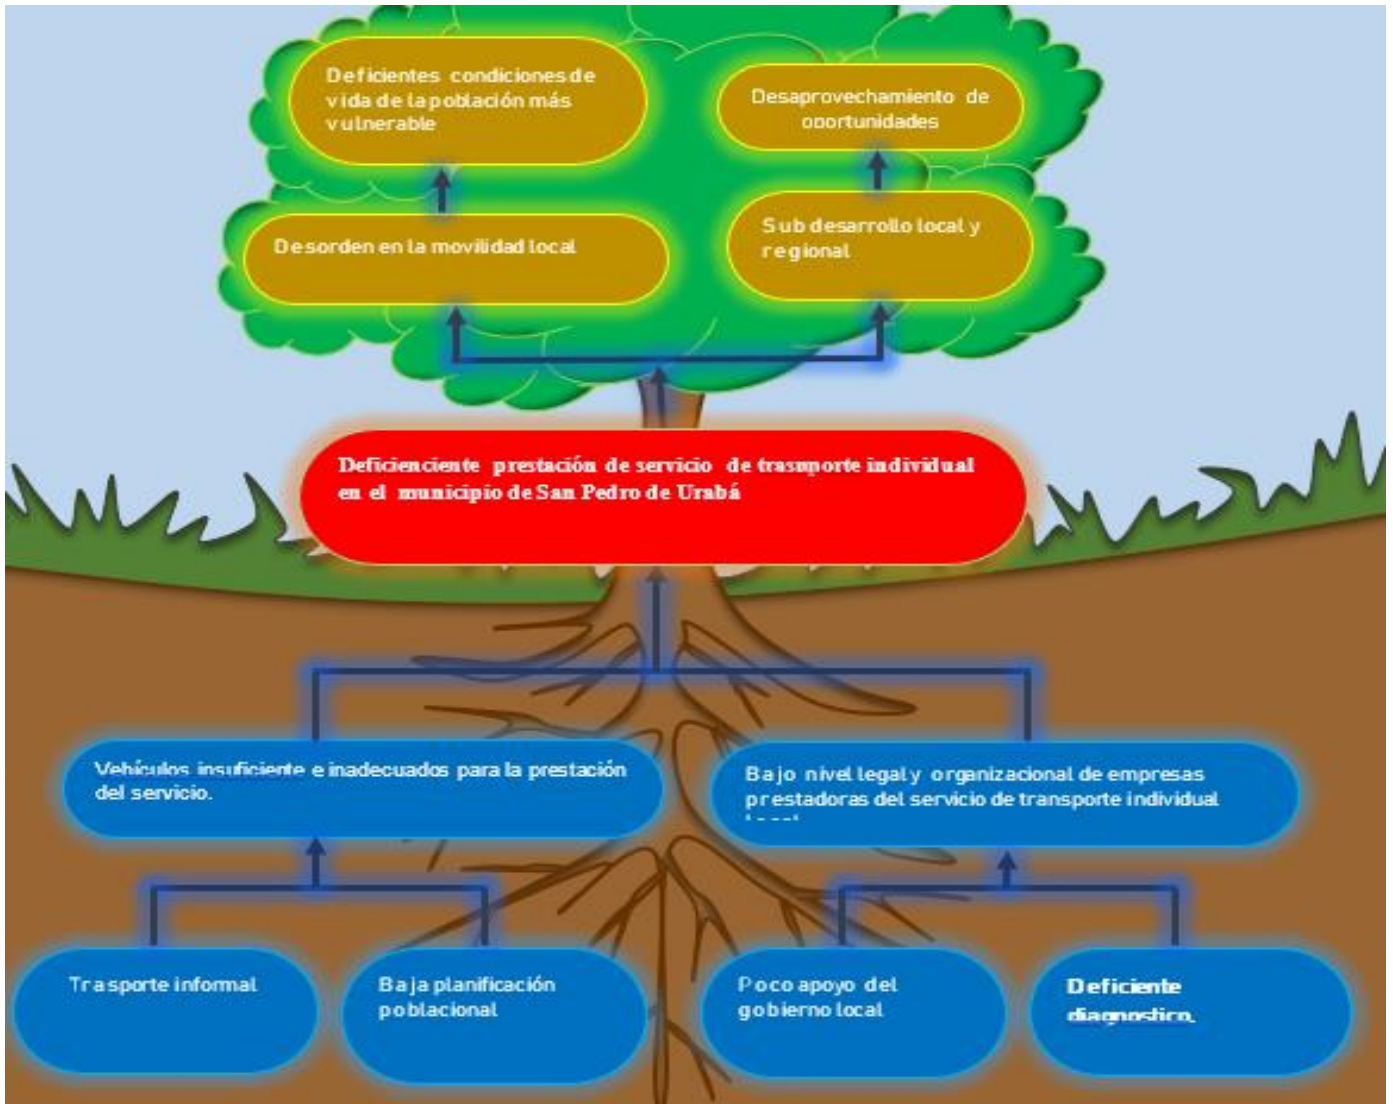 Deficientes condiciones de
vida de la población más
vulnerable
Desaprovechamiento de
oportunidades
Desorden en la movilidad local
Sub desarrollo local y
regional
Deficienciente prestación de servicio de trasnporte individual
en el municipio de San Pedro de Urabá
Vehículos insuficiente e inadecuados para la prestación
del servicio.
Bajo nivel legal y organizacional de empresas
prestadoras del servicio de transporte individual
Trasporte informal
Baja planificación
poblacional
Poco apoyo del
gobierno local
Deficiente
diagnostico.